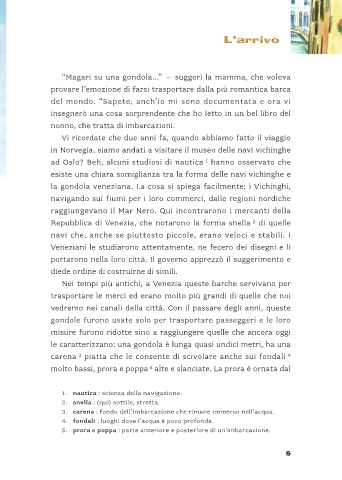 L'arrivo
"Magari su una gondola..." — suggerì la mamma, che voleva
provare l'emozione di farsi trasportare dalla più romantica barca
del mondo. "Sapete, anch'io mi sono documentata e ora vi
insegnerò una cosa sorprendente che ho letto in un bel libro del
nonno, che tratta di imbarcazioni.
Vi ricordate che due anni fa, quando abbiamo fatto il viaggio
in Norvegia, siamo andati a visitare il museo delle navi vichinghe
ad Oslo? Beh, alcuni studiosi di nautica 1 hanno osservato che
esiste una chiara somiglianza tra la forma delle navi vichinghe e
la gondola veneziana. La cosa si spiega facilmente: i Vichinghi,
navigando sui fiumi per i loro commerci, dalle regioni nordiche
raggiungevano il Mar Nero. Qui incontrarono i mercanti della
Repubblica di Venezia, che notarono la forma snella 2 di quelle
navi che, anche se piuttosto piccole, erano veloci e stabili. I
Veneziani le studiarono attentamente, ne fecero dei disegni e li
portarono nella loro città. Il governo apprezzò il suggerimento e
diede ordine di costruirne di simili.
Nei tempi più antichi, a Venezia queste barche servivano per
trasportare le merci ed erano molto più grandi di quelle che noi
vedremo nei canali della città. Con il passare degli anni, queste
gondole furono usate solo per trasportare passeggeri e le loro
misure furono ridotte sino a raggiungere quelle che ancora oggi
le caratterizzano: una gondola è lunga quasi undici metri, ha una
carena 3 piatta che le consente di scivolare anche sui fondali 4
molto bassi, prora e poppa 5 alte e slanciate. La prora è ornata dal
1. nautica : scienza della navigazione.
2. snella : (qui) sottile, stretta.
3. carena : fondo dell'imbarcazione che rimane immerso nell'acqua.
4. fondali : luoghi dove l'acqua è poco profonda.
5. prora e poppa : parte anteriore e posteriore di un'imbarcazione.
5